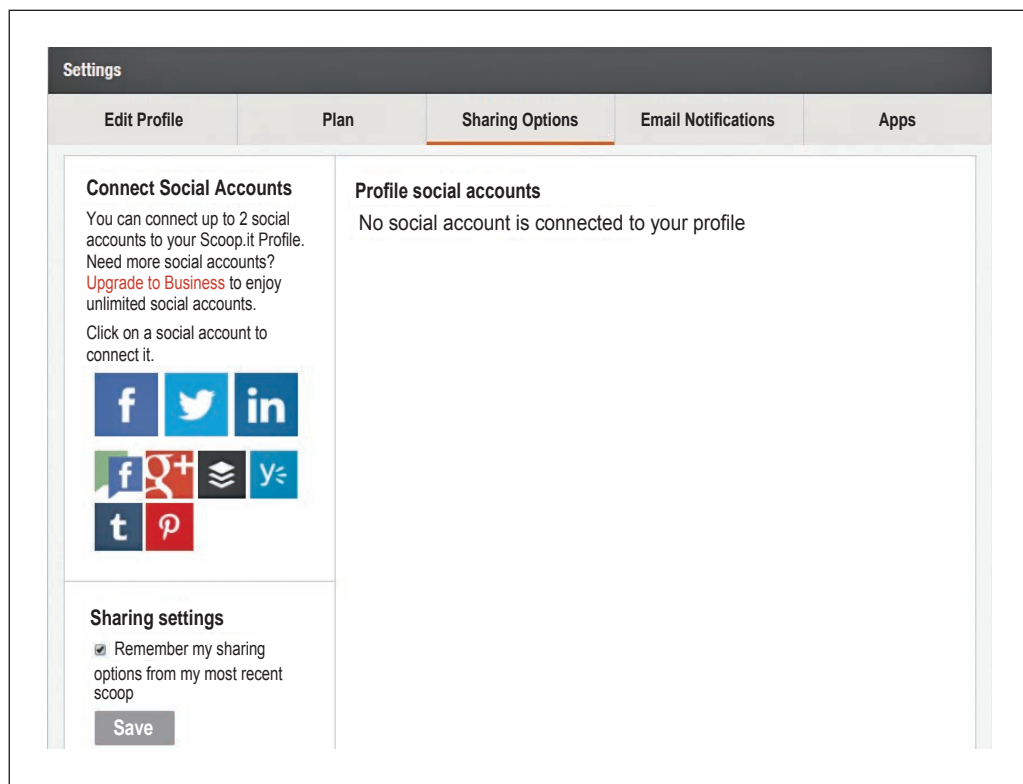 Settings
Edit Profile Plan Sharing Options Email Notifications Apps
Connect Social Accounts
You can connect up to 2 social
accounts to your Scoop.it Profile.
Need more social accounts?
Upgrade to Business to enjoy
unlimited social accounts.
Click on a social account to
connect it.
f in
f g+ y
t p
Sharing settings
Remember my sharing
options from my most recent
scoop
Save
Profile social accounts
No social account is connected to your profile